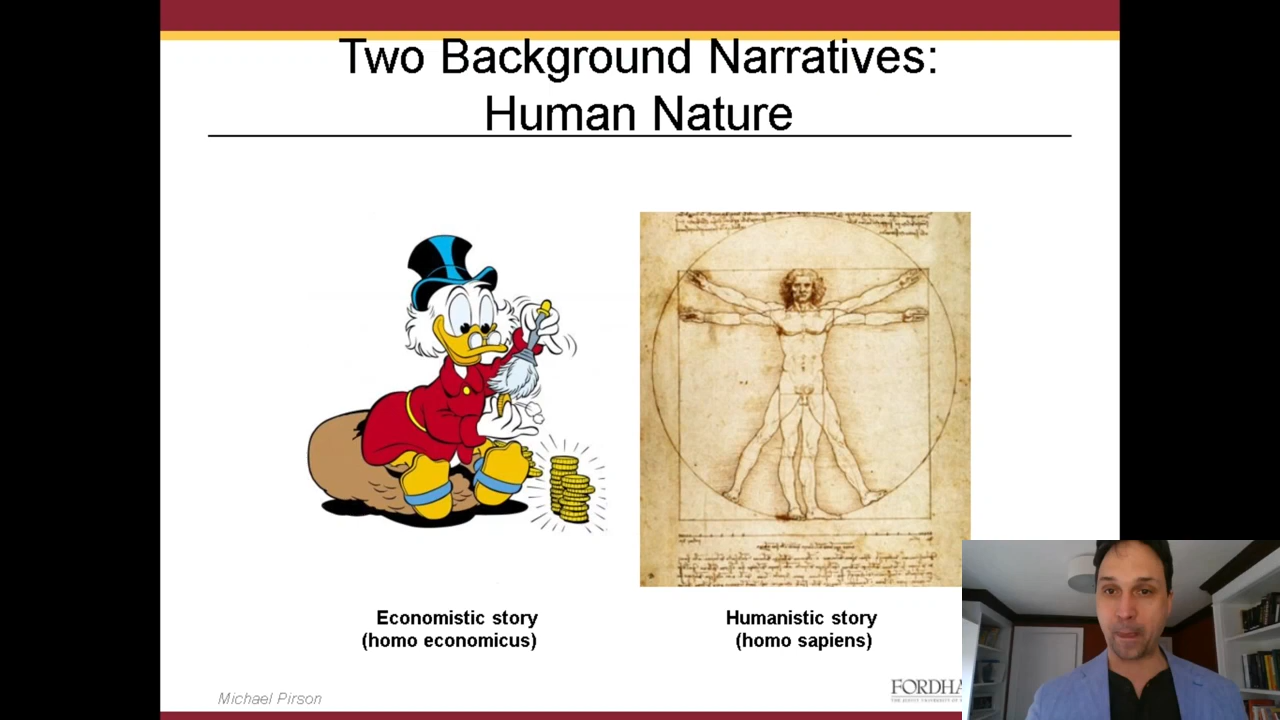 Two Background Narratives:
Human Nature
Economistic story
(homo economicus)
Humanistic story
(homo sapiens)
Michael Pirson
FORDHA